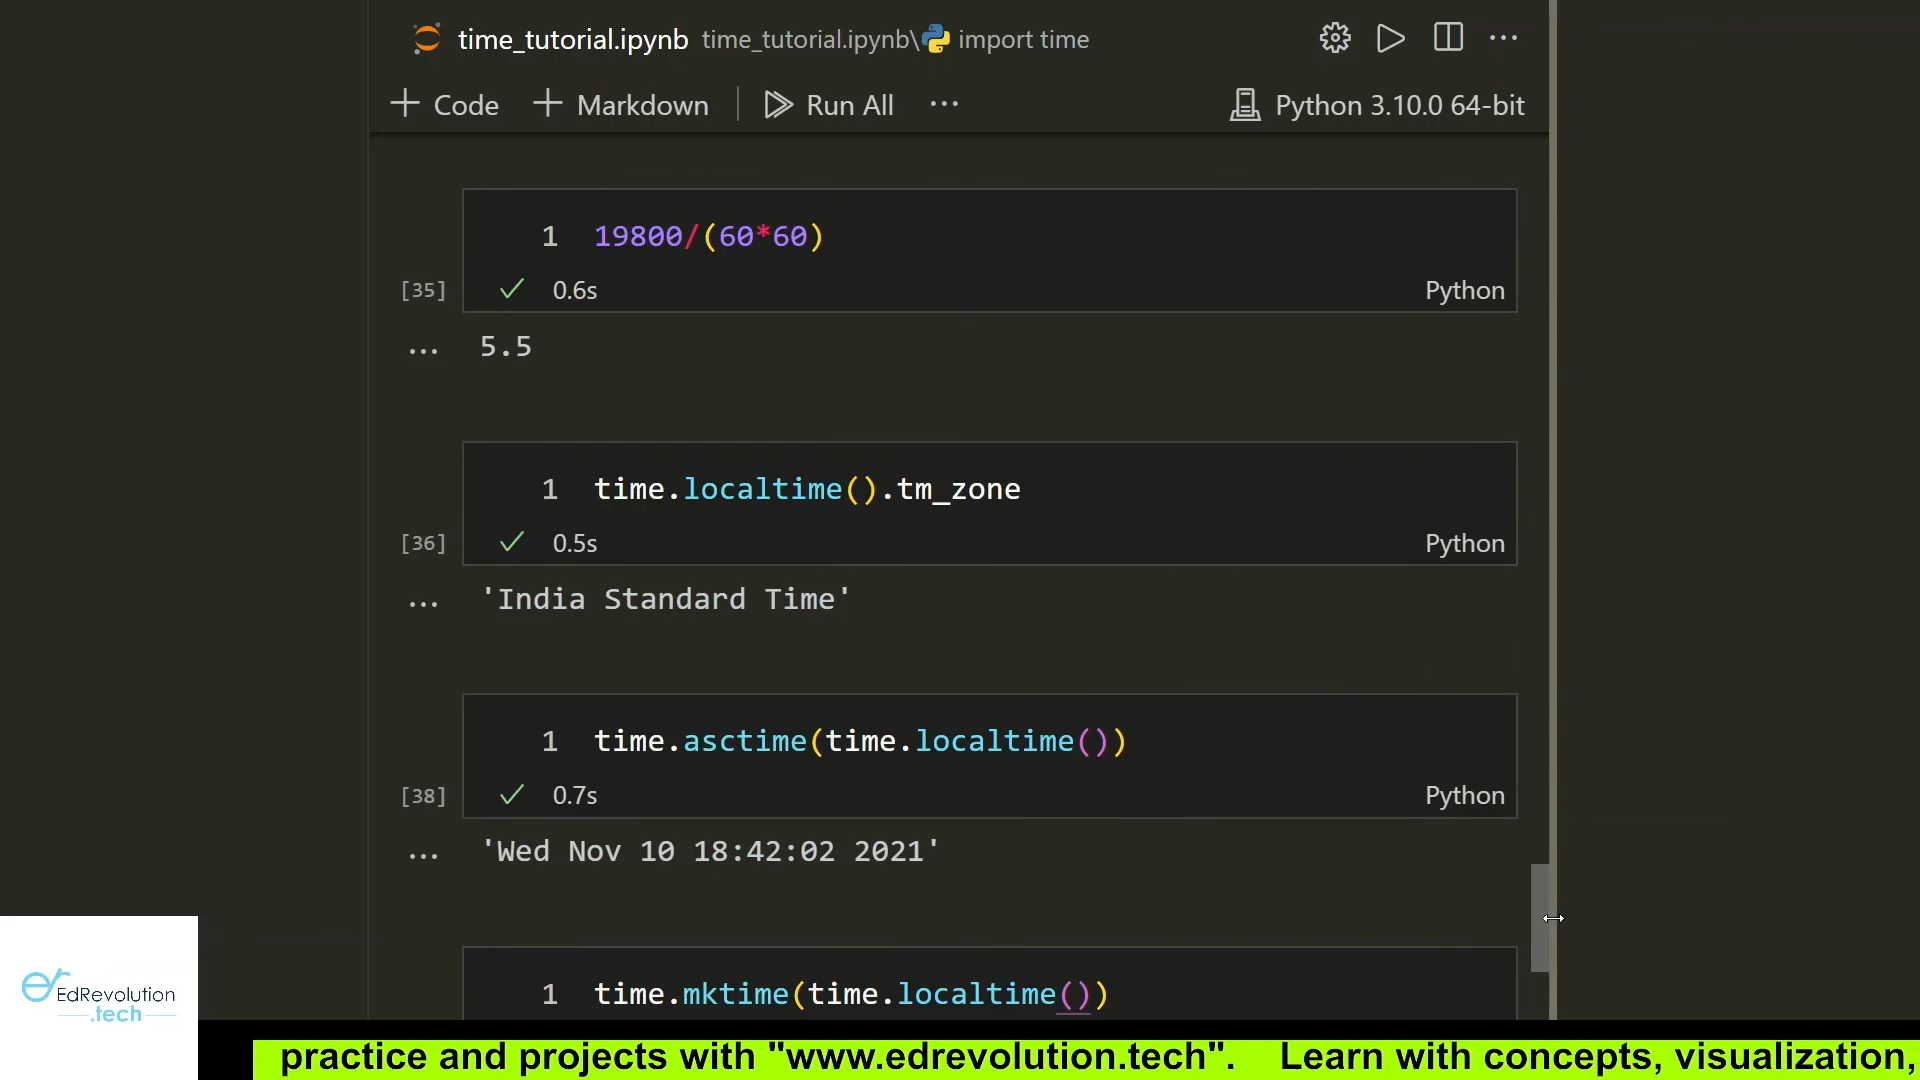 time_tutorial.ipynb time_tutorial.ipynb\ import time
Code Markdown Run All ··· Python 3.10.0 64-bit
1 19800/(60*60)
[35] 0.6s Python
... 5.5
1 time.localtime().tm_zone
[36] 0.5s Python
... 'India Standard Time'
1 time.asctime(time.localtime())
[38] 0.7s Python
... 'Wed Nov 10 18:42:02 2021'
1 time.mktime(time.localtime())
EdRevolution
.tech
practice and projects with "www.edrevolution.tech". Learn with concepts, visualization,